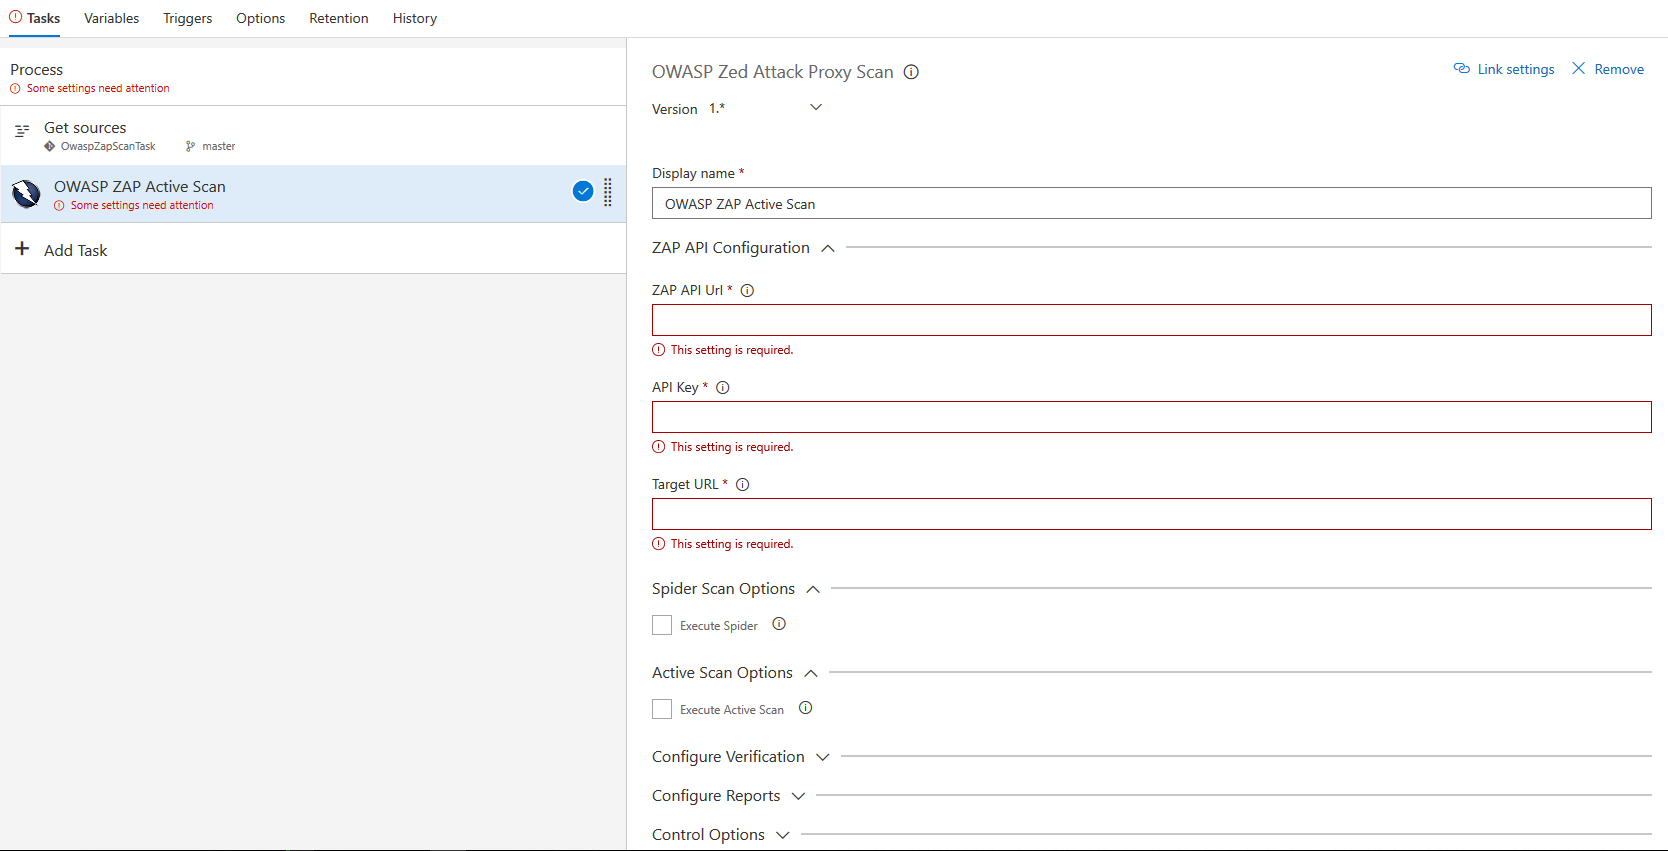 Tasks Variables Triggers Options Retention History
Process
Some settings need attention
Get sources
OwaspZapScanTask master
OWASP ZAP Active Scan
Some settings need attention
Add Task
OWASP Zed Attack Proxy Scan
Link settings Remove
Version 1.*
Display name *
OWASP ZAP Active Scan
ZAP API Configuration
ZAP API Url *
This setting is required.
API Key *
This setting is required.
Target URL *
This setting is required.
Spider Scan Options
Execute Spider
Active Scan Options
Execute Active Scan
Configure Verification
Configure Reports
Control Options